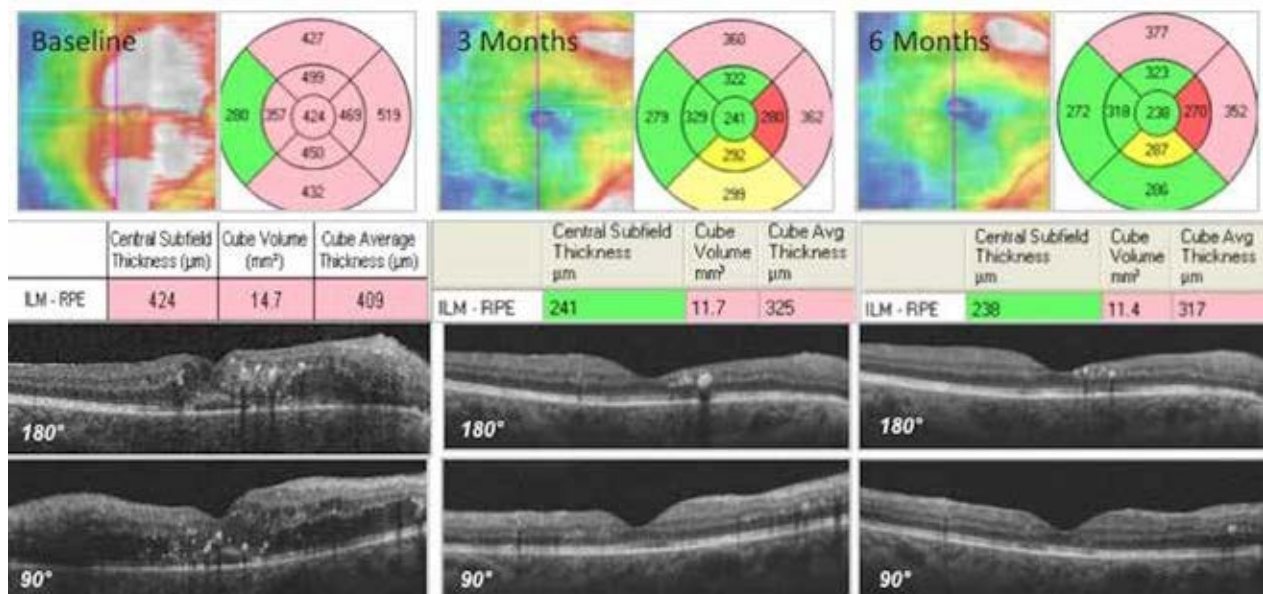 Baseline
427
499
280 357 424 469 519
450
432
3 Months
360
322
279 329 241 280 362
292
299
6 Months
377
323
272 318 238 270 352
287
286
Central Subfield Thickness (μm) Cube Volume (mm³) Cube Average Thickness (μm)
ILM - RPE 424 14.7 409
Central Subfield Thickness μm Cube Volume mm³ Cube Avg Thickness μm
ILM - RPE 241 11.7 325
Central Subfield Thickness μm Cube Volume mm³ Cube Avg Thickness μm
ILM - RPE 238 11.4 317
180°
180°
180°
90°
90°
90°